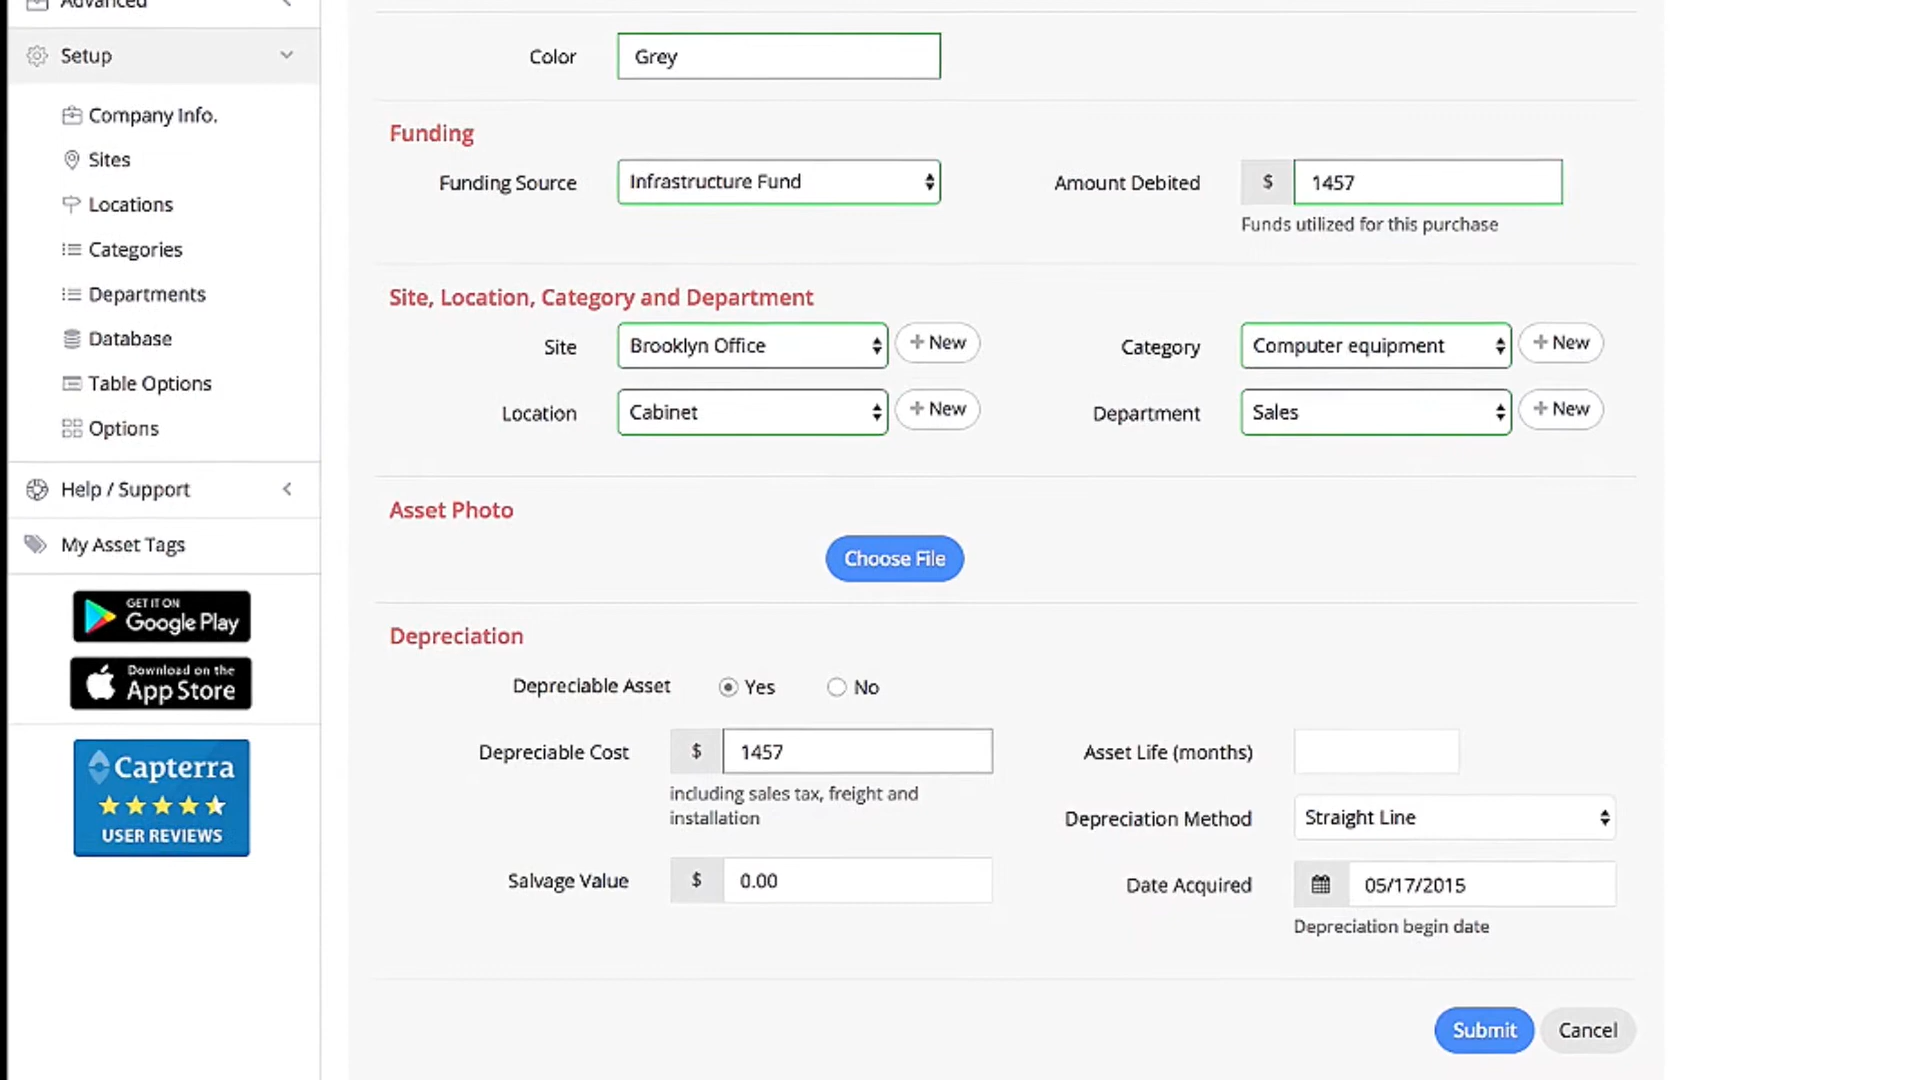 Advanced
Setup
Company Info.
Sites
Locations
Categories
Departments
Database
Table Options
Options
Help / Support
My Asset Tags
GET IT ON
Google Play
Download on the
App Store
Capterra
USER REVIEWS
Color Grey
Funding
Funding Source Infrastructure Fund Amount Debited $ 1457
Funds utilized for this purchase
Site, Location, Category and Department
Site Brooklyn Office + New Category Computer equipment + New
Location Cabinet + New Department Sales + New
Asset Photo
Choose File
Depreciation
Depreciable Asset Yes No
Depreciable Cost $ 1457 Asset Life (months)
including sales tax, freight and
installation
Depreciation Method Straight Line
Salvage Value $ 0.00 Date Acquired 05/17/2015
Depreciation begin date
Submit Cancel